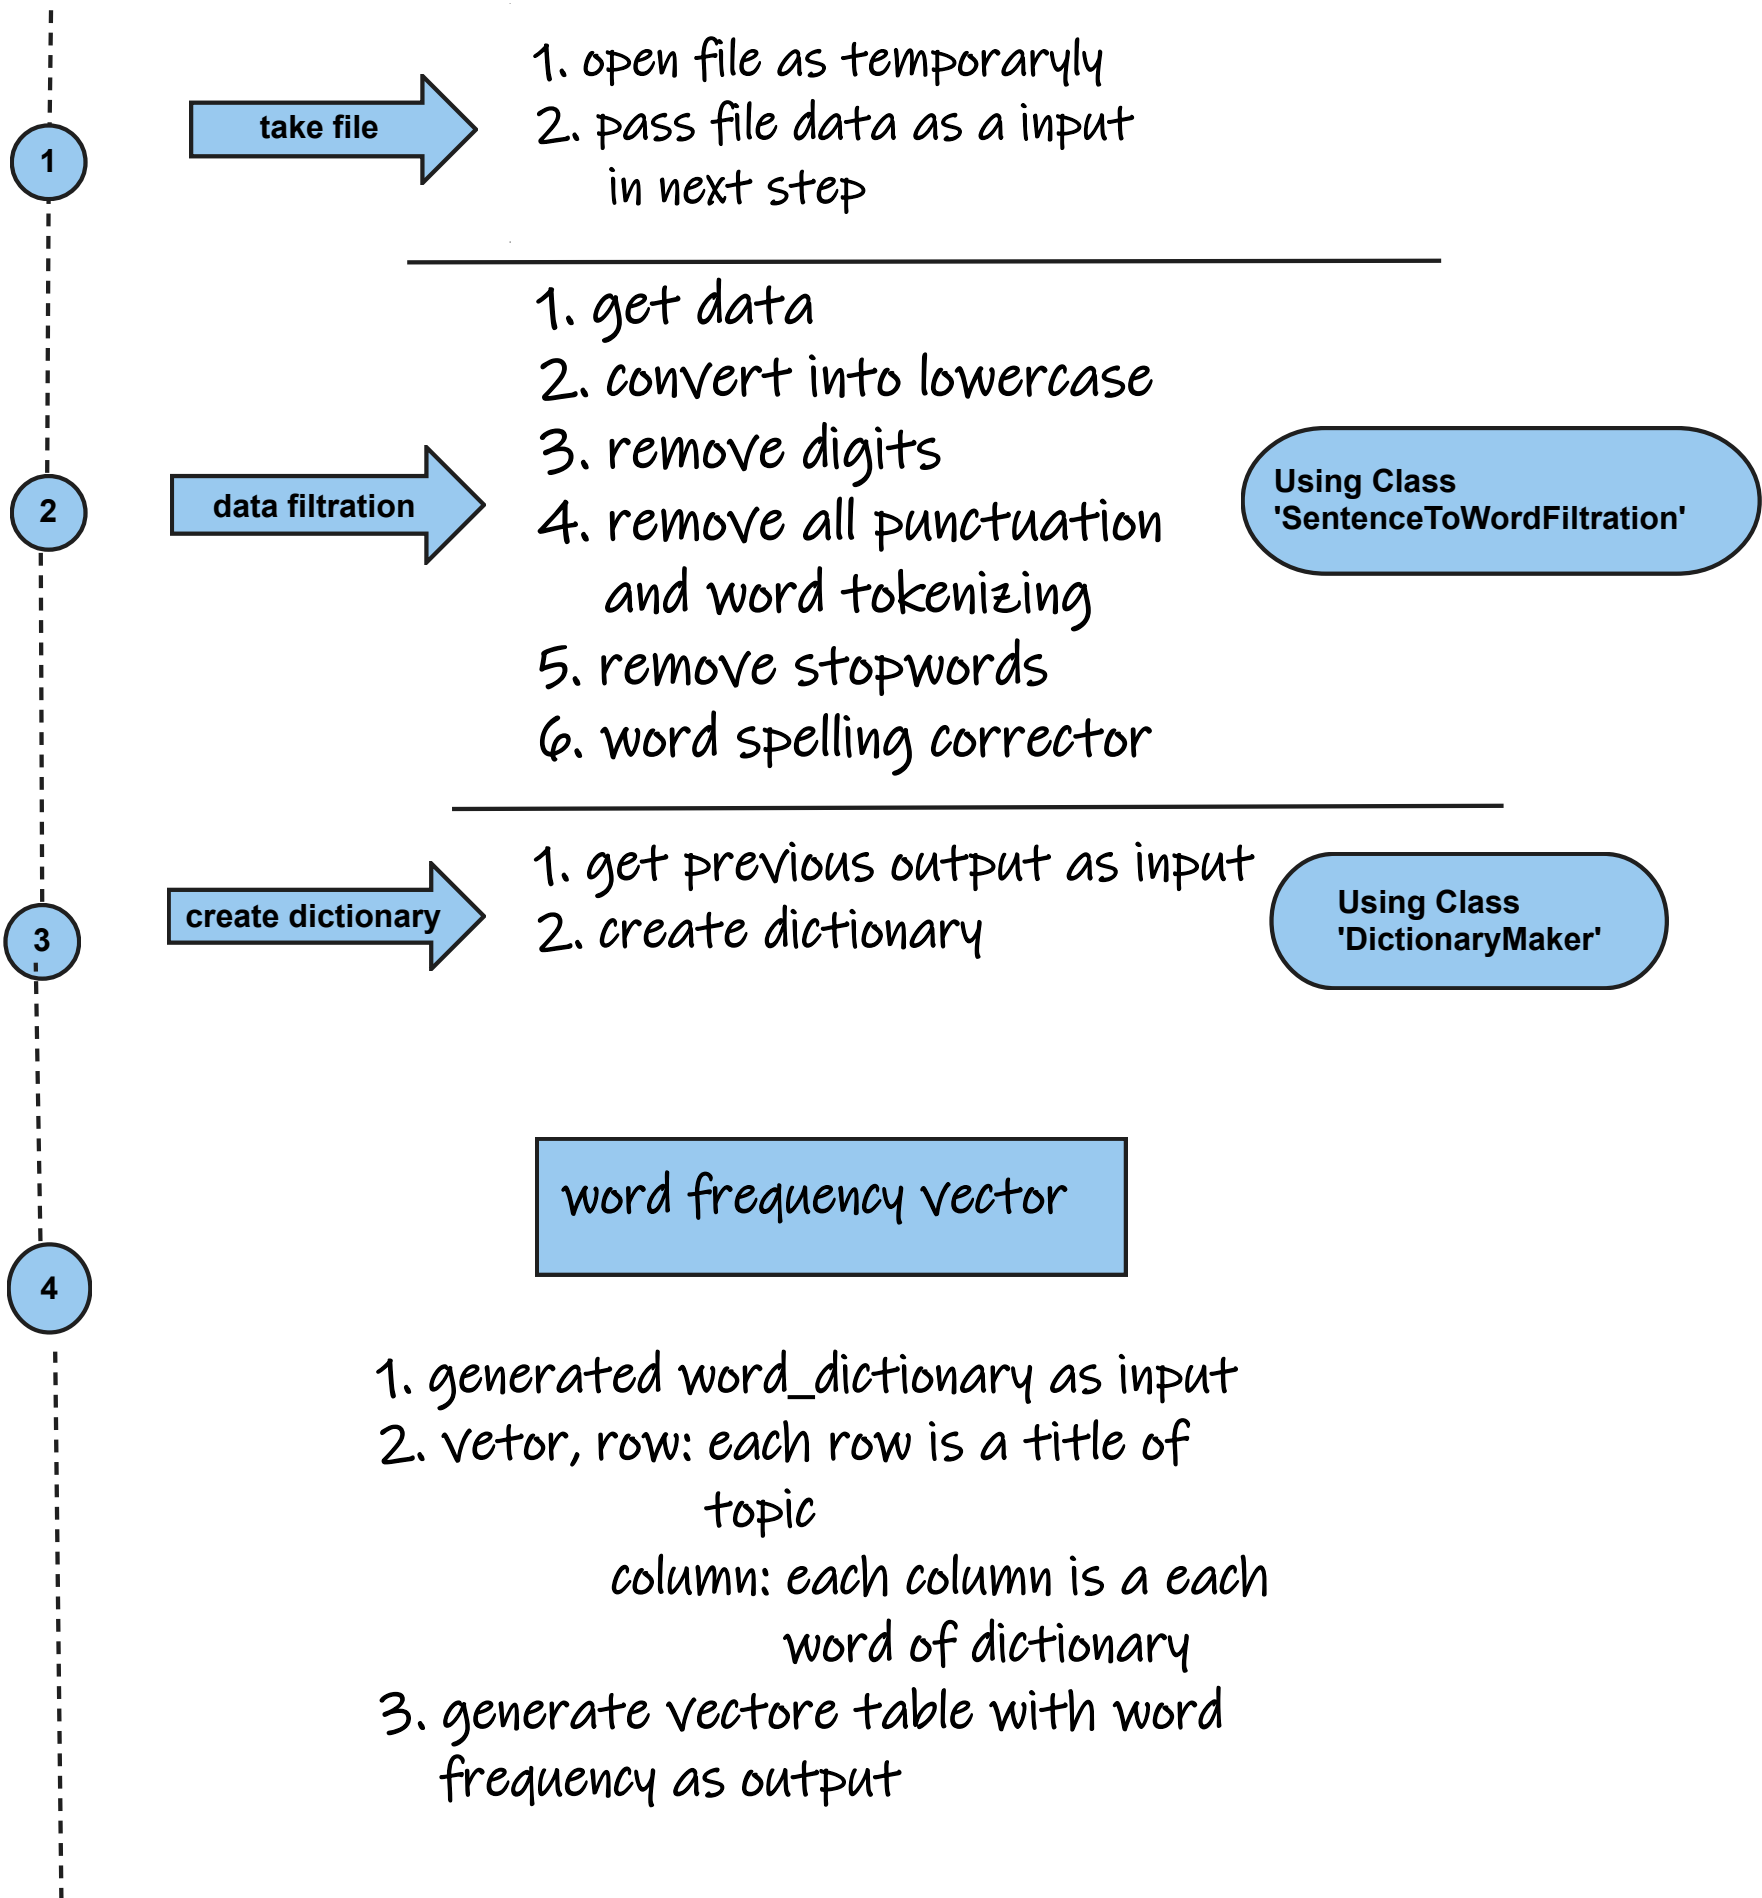 1
take file
1. open file as temporaryly
2. pass file data as a input
in next step
2
data filtration
1. get data
2. convert into lowercase
3. remove digits
4. remove all punctuation
and word tokenizing
5. remove stopwords
6. word spelling corrector
Using Class
'SentenceToWordFiltration'
3
create dictionary
1. get previous output as input
2. create dictionary
Using Class
'DictionaryMaker'
4
word frequency vector
1. generated word_dictionary as input
2. vetor, row: each row is a title of
topic
column: each column is a each
word of dictionary
3. generate vectore table with word
frequency as output